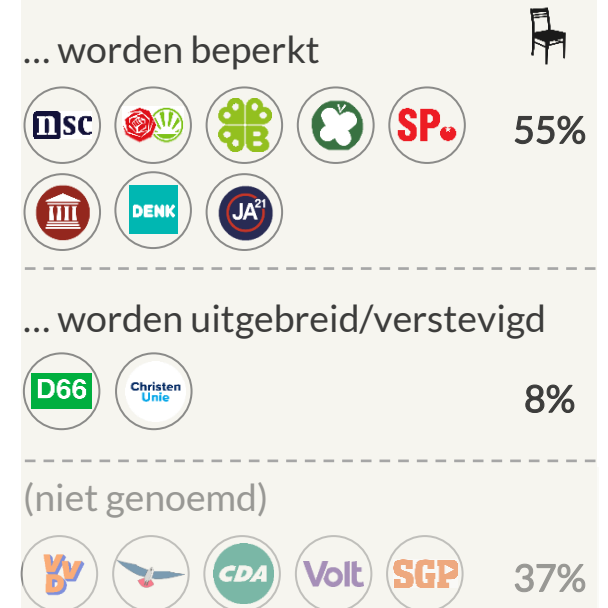 ... worden beperkt
nsc
B
SP.
55%
DENK
JA21
... worden uitgebreid/verstevigd
D66
Christen
Unie
8%
(niet genoemd)
VVD
CDA
Volt
SGP
37%